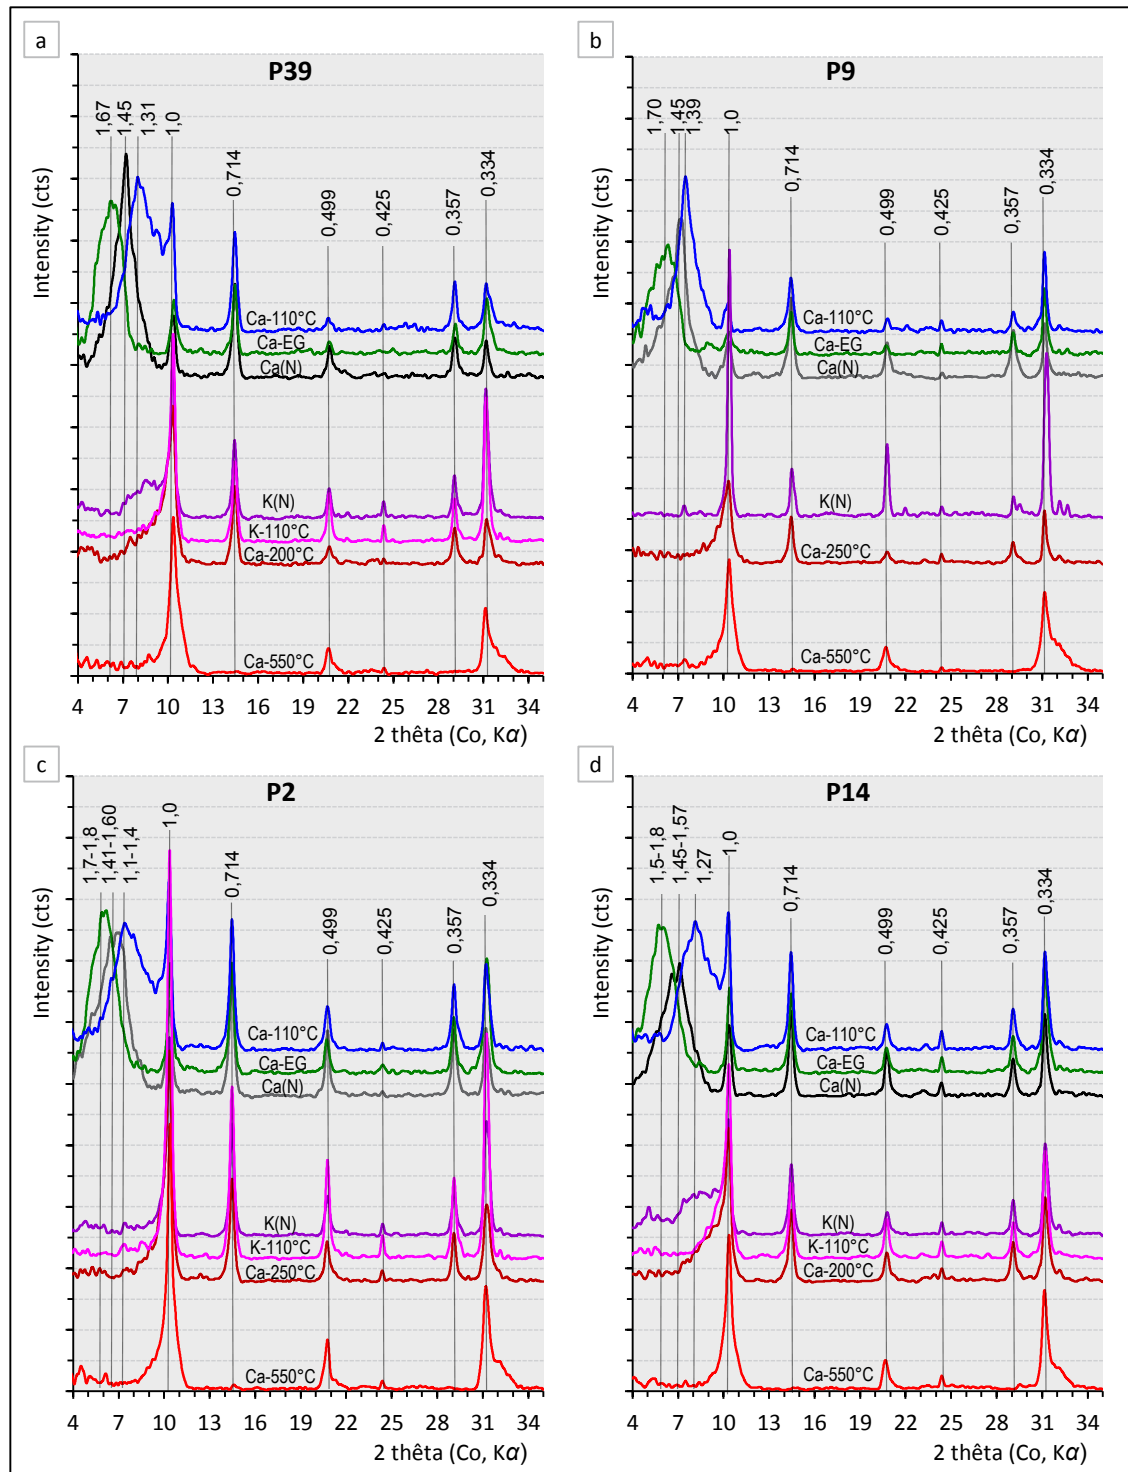 a
P39
1,67
1,45
1,31
1,0
0,714
0,499
0,425
0,357
0,334
Intensity (cts)
Ca-110°C
Ca-EG
Ca(N)
K(N)
K-110°C
Ca-200°C
Ca-550°C
4 7 10 13 16 19 22 25 28 31 34
2 thêta (Co, Kα)
b
P9
1,70
1,45
1,39
1,0
0,714
0,499
0,425
0,357
0,334
Intensity (cts)
Ca-110°C
Ca-EG
Ca(N)
K(N)
Ca-250°C
Ca-550°C
4 7 10 13 16 19 22 25 28 31 34
2 thêta (Co, Kα)
c
P2
1,7-1,8
1,41-1,60
1,1-1,4
1,0
0,714
0,499
0,425
0,357
0,334
Intensity (cts)
Ca-110°C
Ca-EG
Ca(N)
K(N)
K-110°C
Ca-250°C
Ca-550°C
4 7 10 13 16 19 22 25 28 31 34
2 thêta (Co, Kα)
d
P14
1,5-1,8
1,45-1,57
1,27
1,0
0,714
0,499
0,425
0,357
0,334
Intensity (cts)
Ca-110°C
Ca-EG
Ca(N)
K(N)
K-110°C
Ca-200°C
Ca-550°C
4 7 10 13 16 19 22 25 28 31 34
2 thêta (Co, Kα)